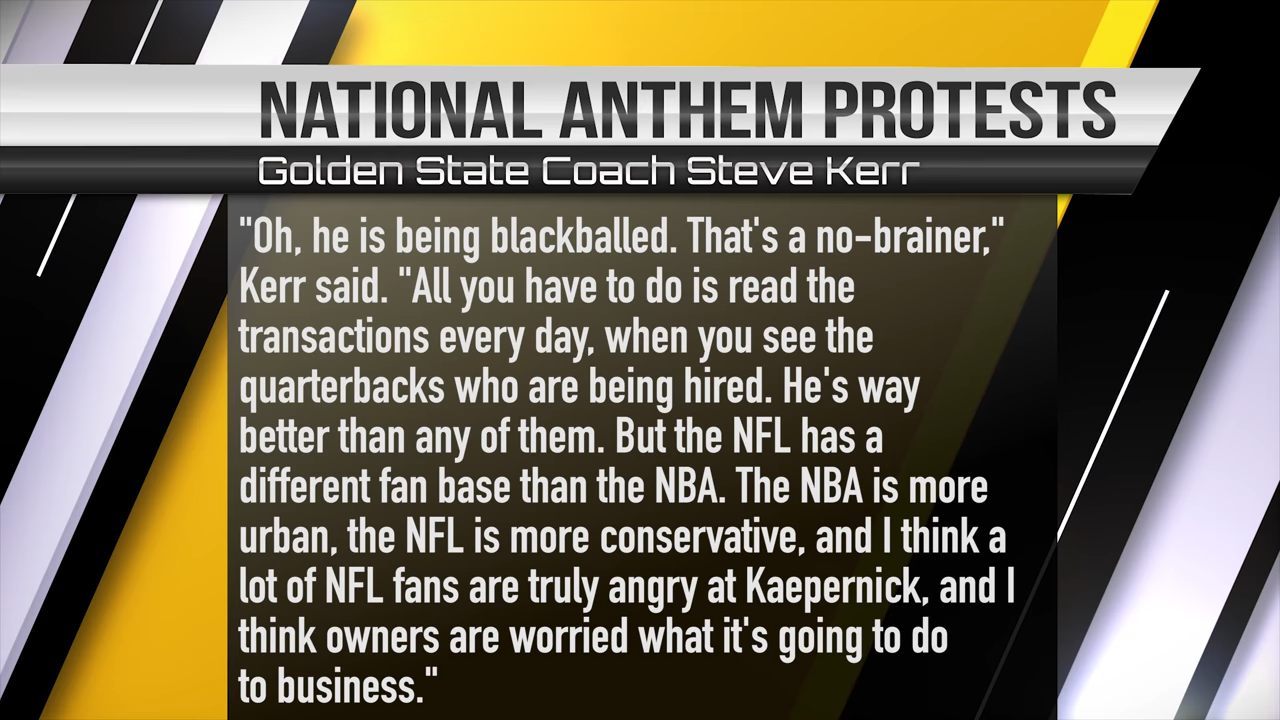 NATIONAL ANTHEM PROTESTS
Golden State Coach Steve Kerr
"Oh, he is being blackballed. That's a no-brainer,"
Kerr said. "All you have to do is read the
transactions every day, when you see the
quarterbacks who are being hired. He's way
better than any of them. But the NFL has a
different fan base than the NBA. The NBA is more
urban, the NFL is more conservative, and I think a
lot of NFL fans are truly angry at Kaepernick, and I
think owners are worried what it's going to do
to business."